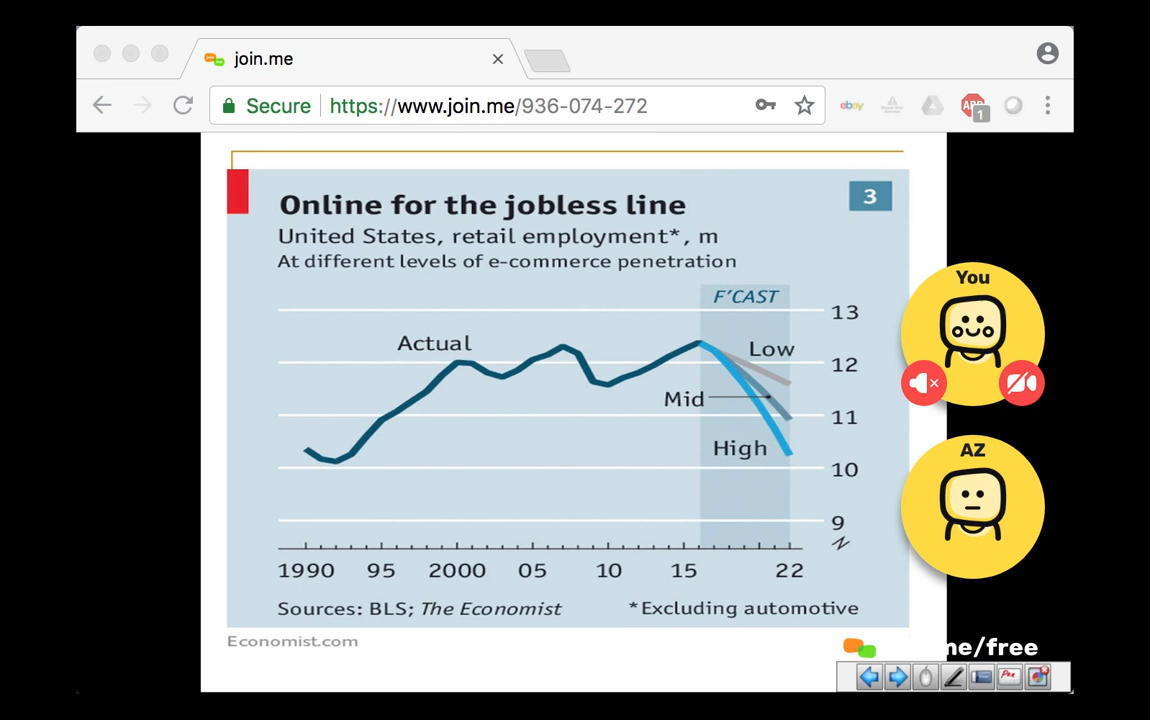 join.me
Secure https://www.join.me/936-074-272
ebay
ABP
1
Online for the jobless line
3
United States, retail employment*, m
At different levels of e-commerce penetration
F'CAST
13
Actual
Low
12
Mid
11
High
10
9
1990 95 2000 05 10 15 22
Sources: BLS; The Economist *Excluding automotive
Economist.com
You
AZ
me/free
Pen